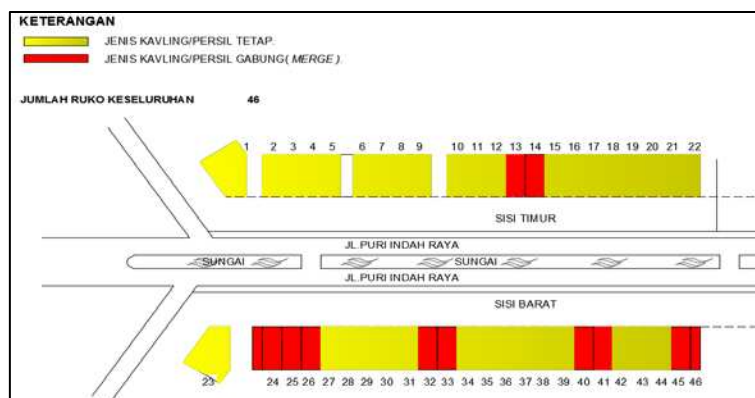 KETERANGAN
JENIS KAVLING/PERSIL TETAP.
JENIS KAVLING/PERSIL GABUNG( MERGE ).
JUMLAH RUKO KESELURUHAN 46
1 2 3 4 5 6 7 8 9 10 11 12 13 14 15 16 17 18 19 20 21 22
SISI TIMUR
JL.PURI INDAH RAYA
SUNGAI SUNGAI
JL.PURI INDAH RAYA
SISI BARAT
23 24 25 26 27 28 29 30 31 32 33 34 35 36 37 38 39 40 41 42 43 44 45 46